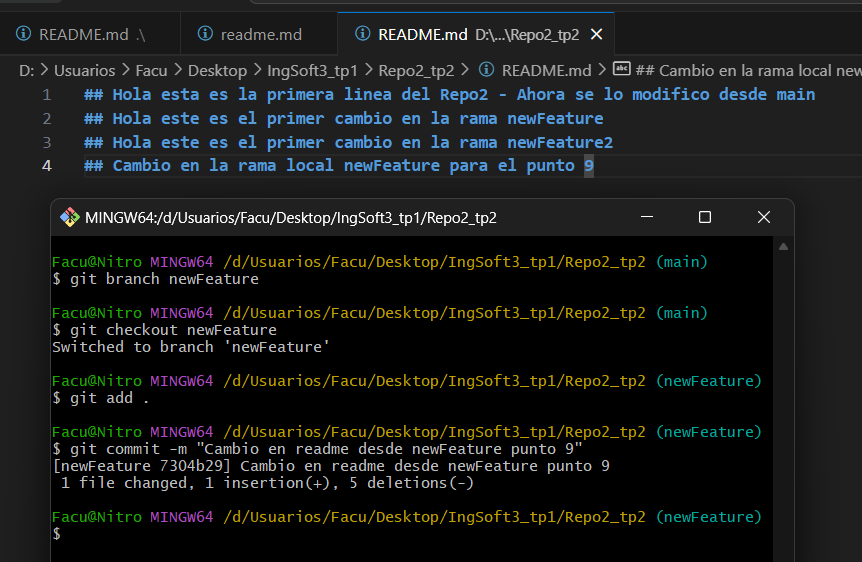 README.md .\ readme.md README.md D:\...\Repo2_tp2
D: > Usuarios > Facu > Desktop > IngSoft3_tp1 > Repo2_tp2 > README.md > ## Cambio en la rama local new
1 ## Hola esta es la primera linea del Repo2 - Ahora se lo modifico desde main
2 ## Hola este es el primer cambio en la rama newFeature
3 ## Hola este es el primer cambio en la rama newFeature2
4 ## Cambio en la rama local newFeature para el punto 9
MINGW64:/d/Usuarios/Facu/Desktop/IngSoft3_tp1/Repo2_tp2
Facu@Nitro MINGW64 /d/Usuarios/Facu/Desktop/IngSoft3_tp1/Repo2_tp2 (main)
$ git branch newFeature
Facu@Nitro MINGW64 /d/Usuarios/Facu/Desktop/IngSoft3_tp1/Repo2_tp2 (main)
$ git checkout newFeature
Switched to branch 'newFeature'
Facu@Nitro MINGW64 /d/Usuarios/Facu/Desktop/IngSoft3_tp1/Repo2_tp2 (newFeature)
$ git add .
Facu@Nitro MINGW64 /d/Usuarios/Facu/Desktop/IngSoft3_tp1/Repo2_tp2 (newFeature)
$ git commit -m "Cambio en readme desde newFeature punto 9"
[newFeature 7304b29] Cambio en readme desde newFeature punto 9
1 file changed, 1 insertion(+), 5 deletions(-)
Facu@Nitro MINGW64 /d/Usuarios/Facu/Desktop/IngSoft3_tp1/Repo2_tp2 (newFeature)
$